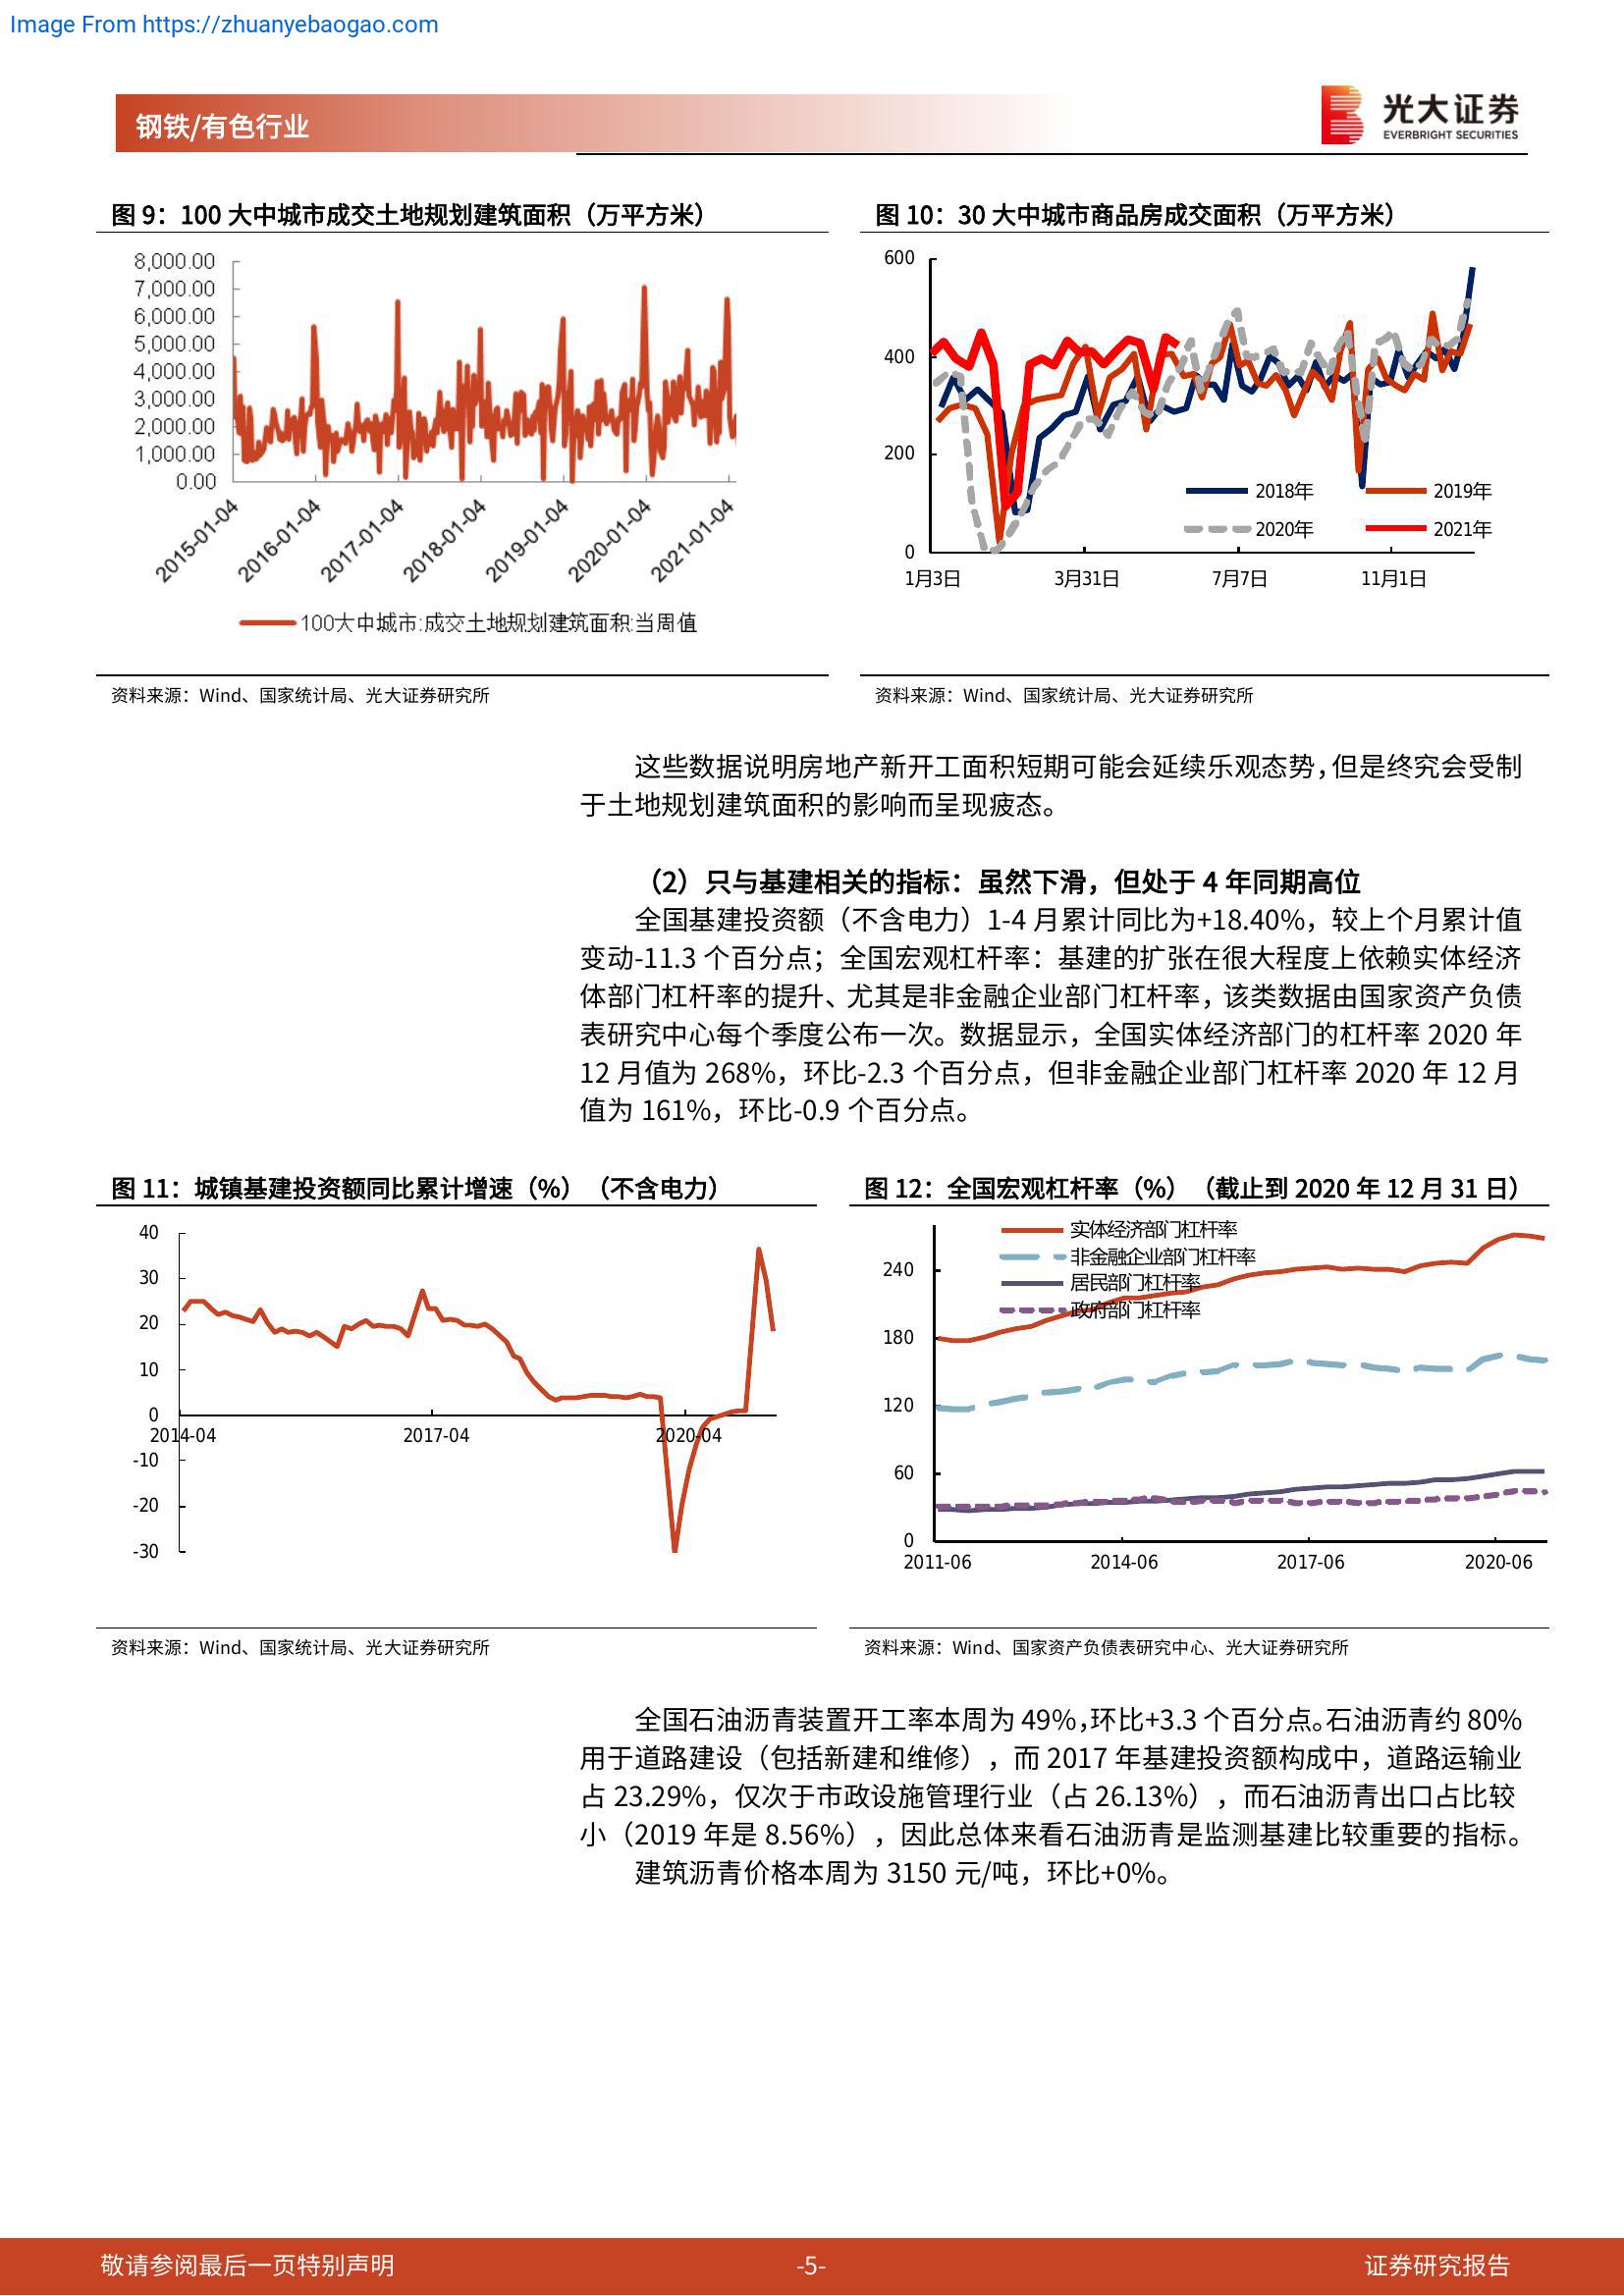 Image From https://zhuanyebaogao.com
钢铁/有色行业
光大证券
EVERBRIGHT SECURITIES
图 9：100 大中城市成交土地规划建筑面积（万平方米）
8,000.00
7,000.00
6,000.00
5,000.00
4,000.00
3,000.00
2,000.00
1,000.00
0.00
2015-01-04
2016-01-04
2017-01-04
2018-01-04
2019-01-04
2020-01-04
2021-01-04
100大中城市:成交土地规划建筑面积:当周值
资料来源：Wind、国家统计局、光大证券研究所
图 10：30 大中城市商品房成交面积（万平方米）
600
400
200
0
1月3日
3月31日
7月7日
11月1日
2018年
2019年
2020年
2021年
资料来源：Wind、国家统计局、光大证券研究所
这些数据说明房地产新开工面积短期可能会延续乐观态势，但是终究会受制
于土地规划建筑面积的影响而呈现疲态。
（2）只与基建相关的指标：虽然下滑，但处于 4 年同期高位
全国基建投资额（不含电力）1-4 月累计同比为+18.40%，较上个月累计值
变动-11.3 个百分点；全国宏观杠杆率：基建的扩张在很大程度上依赖实体经济
体部门杠杆率的提升、尤其是非金融企业部门杠杆率，该类数据由国家资产负债
表研究中心每个季度公布一次。数据显示，全国实体经济部门的杠杆率 2020 年
12 月值为 268%，环比-2.3 个百分点，但非金融企业部门杠杆率 2020 年 12 月
值为 161%，环比-0.9 个百分点。
图 11：城镇基建投资额同比累计增速（%）（不含电力）
40
30
20
10
0
-10
-20
-30
2014-04
2017-04
2020-04
资料来源：Wind、国家统计局、光大证券研究所
图 12：全国宏观杠杆率（%）（截止到 2020 年 12 月 31 日）
实体经济部门杠杆率
非金融企业部门杠杆率
居民部门杠杆率
政府部门杠杆率
240
180
120
60
0
2011-06
2014-06
2017-06
2020-06
资料来源：Wind、国家资产负债表研究中心、光大证券研究所
全国石油沥青装置开工率本周为 49%，环比+3.3 个百分点。石油沥青约 80%
用于道路建设（包括新建和维修），而 2017 年基建投资额构成中，道路运输业
占 23.29%，仅次于市政设施管理行业（占 26.13%），而石油沥青出口占比较
小（2019 年是 8.56%），因此总体来看石油沥青是监测基建比较重要的指标。
建筑沥青价格本周为 3150 元/吨，环比+0%。
敬请参阅最后一页特别声明
-5-
证券研究报告